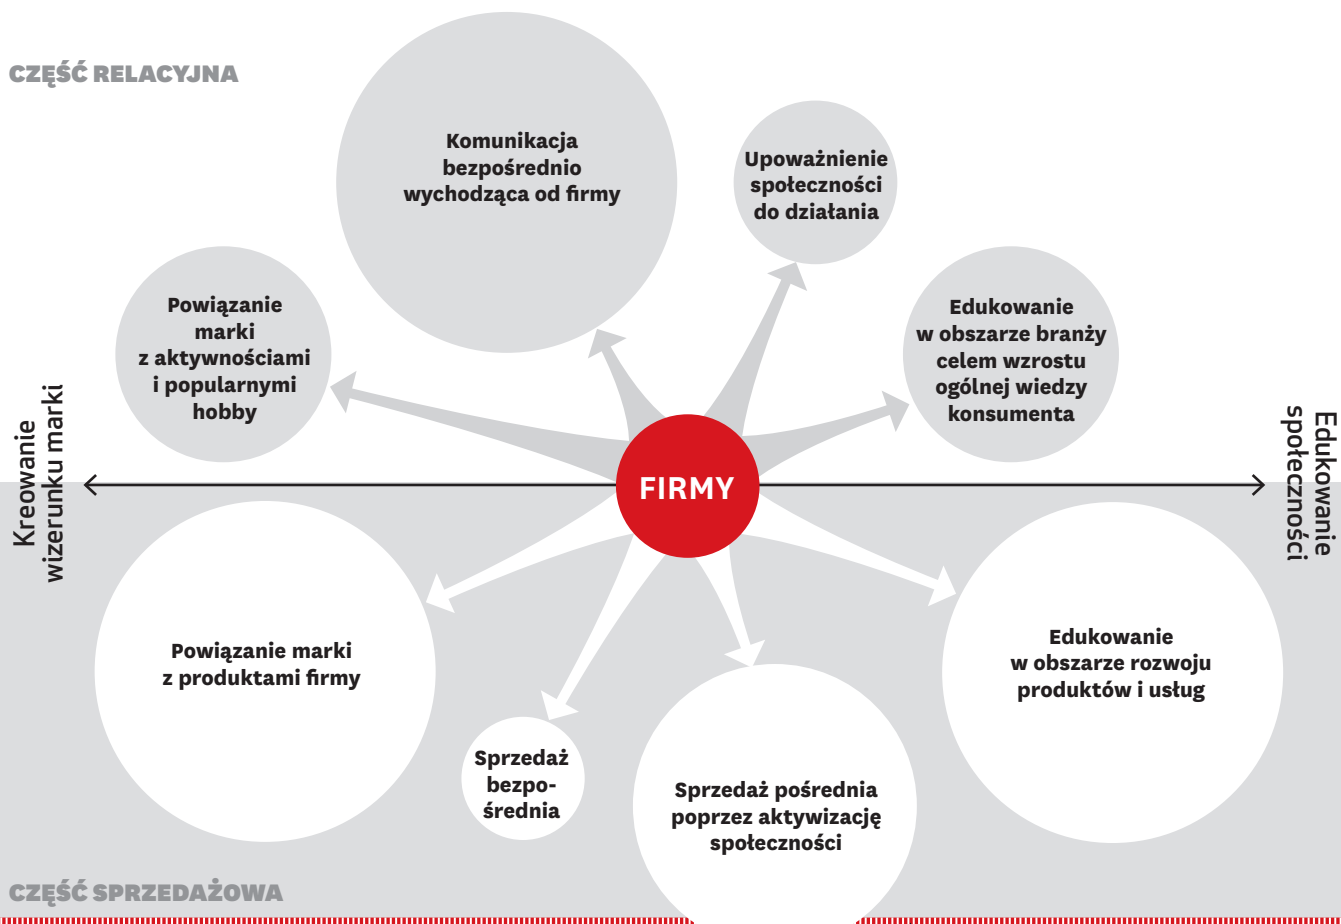 CZĘŚĆ RELACYJNA
Komunikacja
bezpośrednio
wychodząca od firmy
Upoważnienie
społeczności
do działania
Powiązanie
marki
z aktywnościami
i popularnymi
hobby
Edukowanie
w obszarze branży
celem wzrostu
ogólnej wiedzy
konsumenta
Kreowanie
wizerunku marki
FIRMY
Edukowanie
społeczności
Powiązanie marki
z produktami firmy
Sprzedaż
bezpo-
średnia
Sprzedaż pośrednia
poprzez aktywizację
społeczności
Edukowanie
w obszarze rozwoju
produktów i usług
CZĘŚĆ SPRZEDAŻOWA